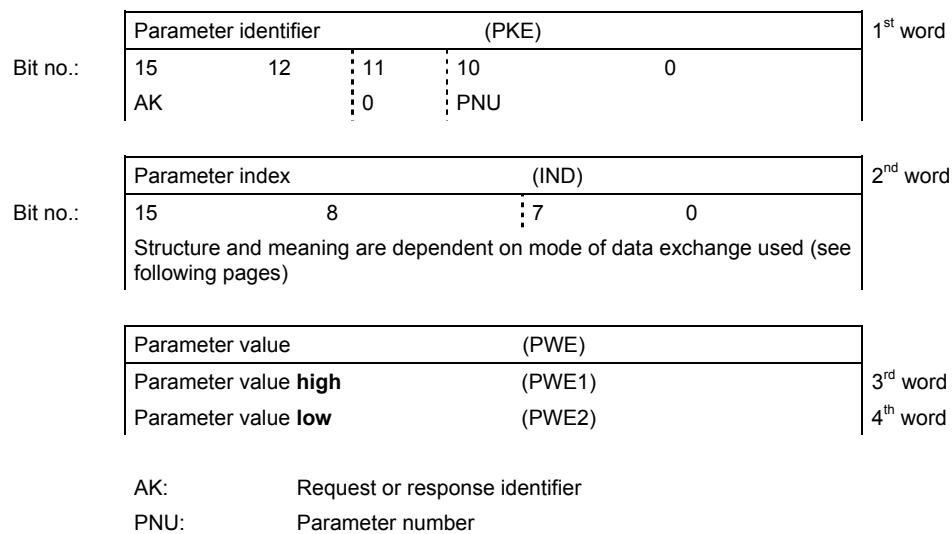 Parameter identifier (PKE) 1st word
Bit no.: 15 12 11 10 0
AK 0 PNU
Parameter index (IND) 2nd word
Bit no.: 15 8 7 0
Structure and meaning are dependent on mode of data exchange used (see
following pages)
Parameter value (PWE)
Parameter value high (PWE1) 3rd word
Parameter value low (PWE2) 4th word
AK: Request or response identifier
PNU: Parameter number